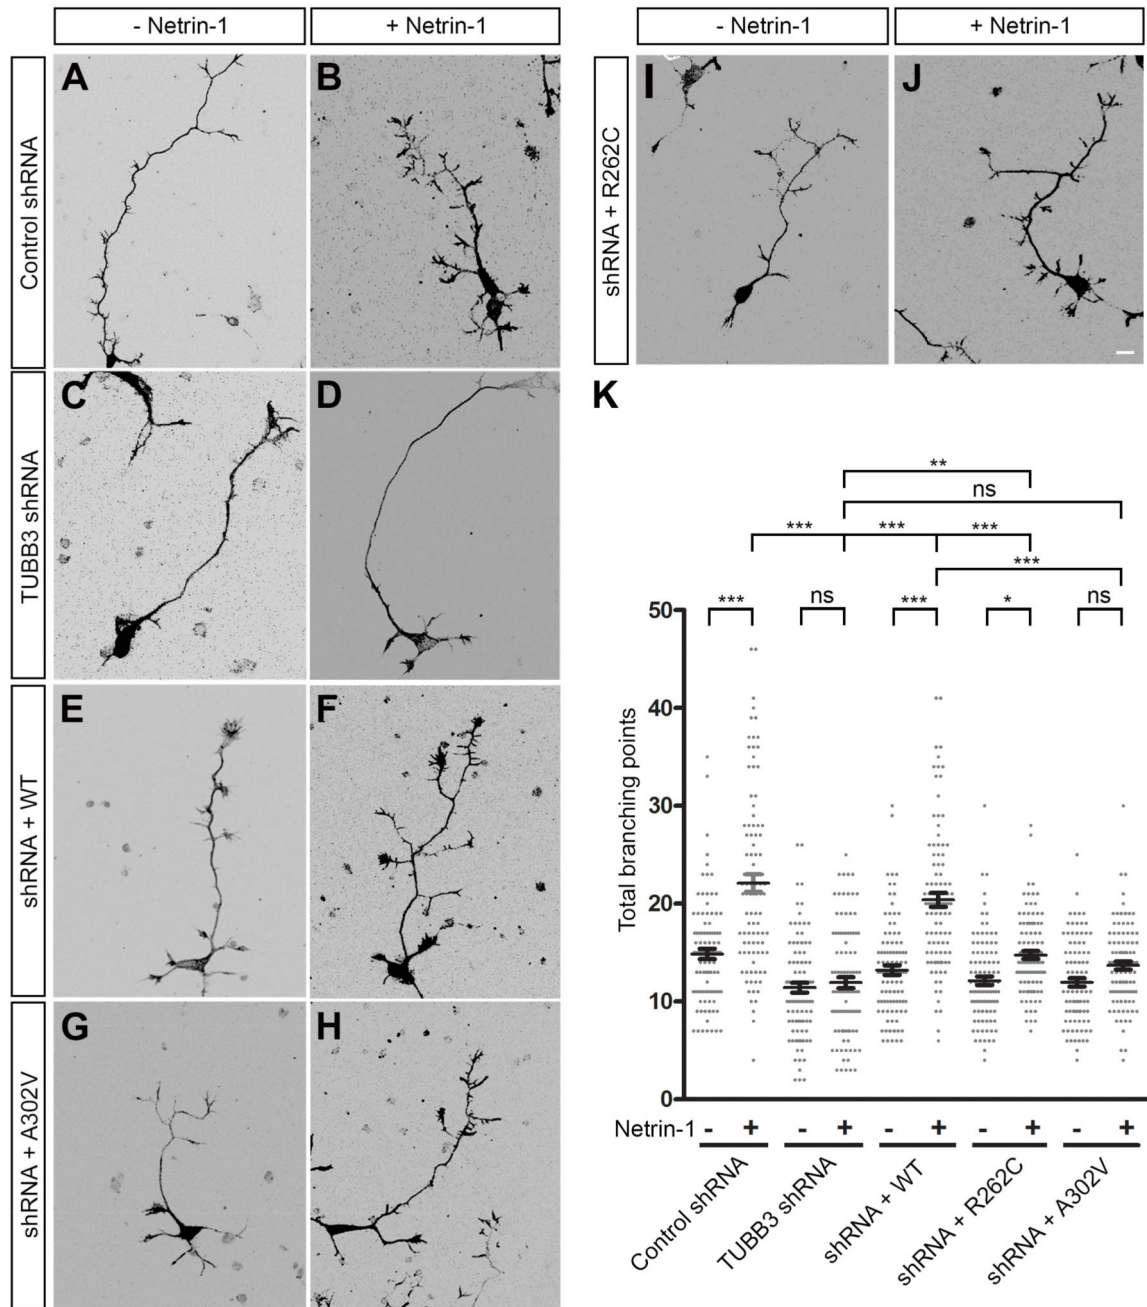 - Netrin-1
+ Netrin-1
- Netrin-1
+ Netrin-1
Control shRNA
A
B
shRNA + R262C
I
J
TUBB3 shRNA
C
D
shRNA + WT
E
F
shRNA + A302V
G
H
K
**
ns
*** *** ***
***
*** ns *** * ns
50
40
30
20
10
0
Total branching points
Netrin-1 - + - + - + - + - +
Control shRNA
TUBB3 shRNA
shRNA + WT
shRNA + R262C
shRNA + A302V